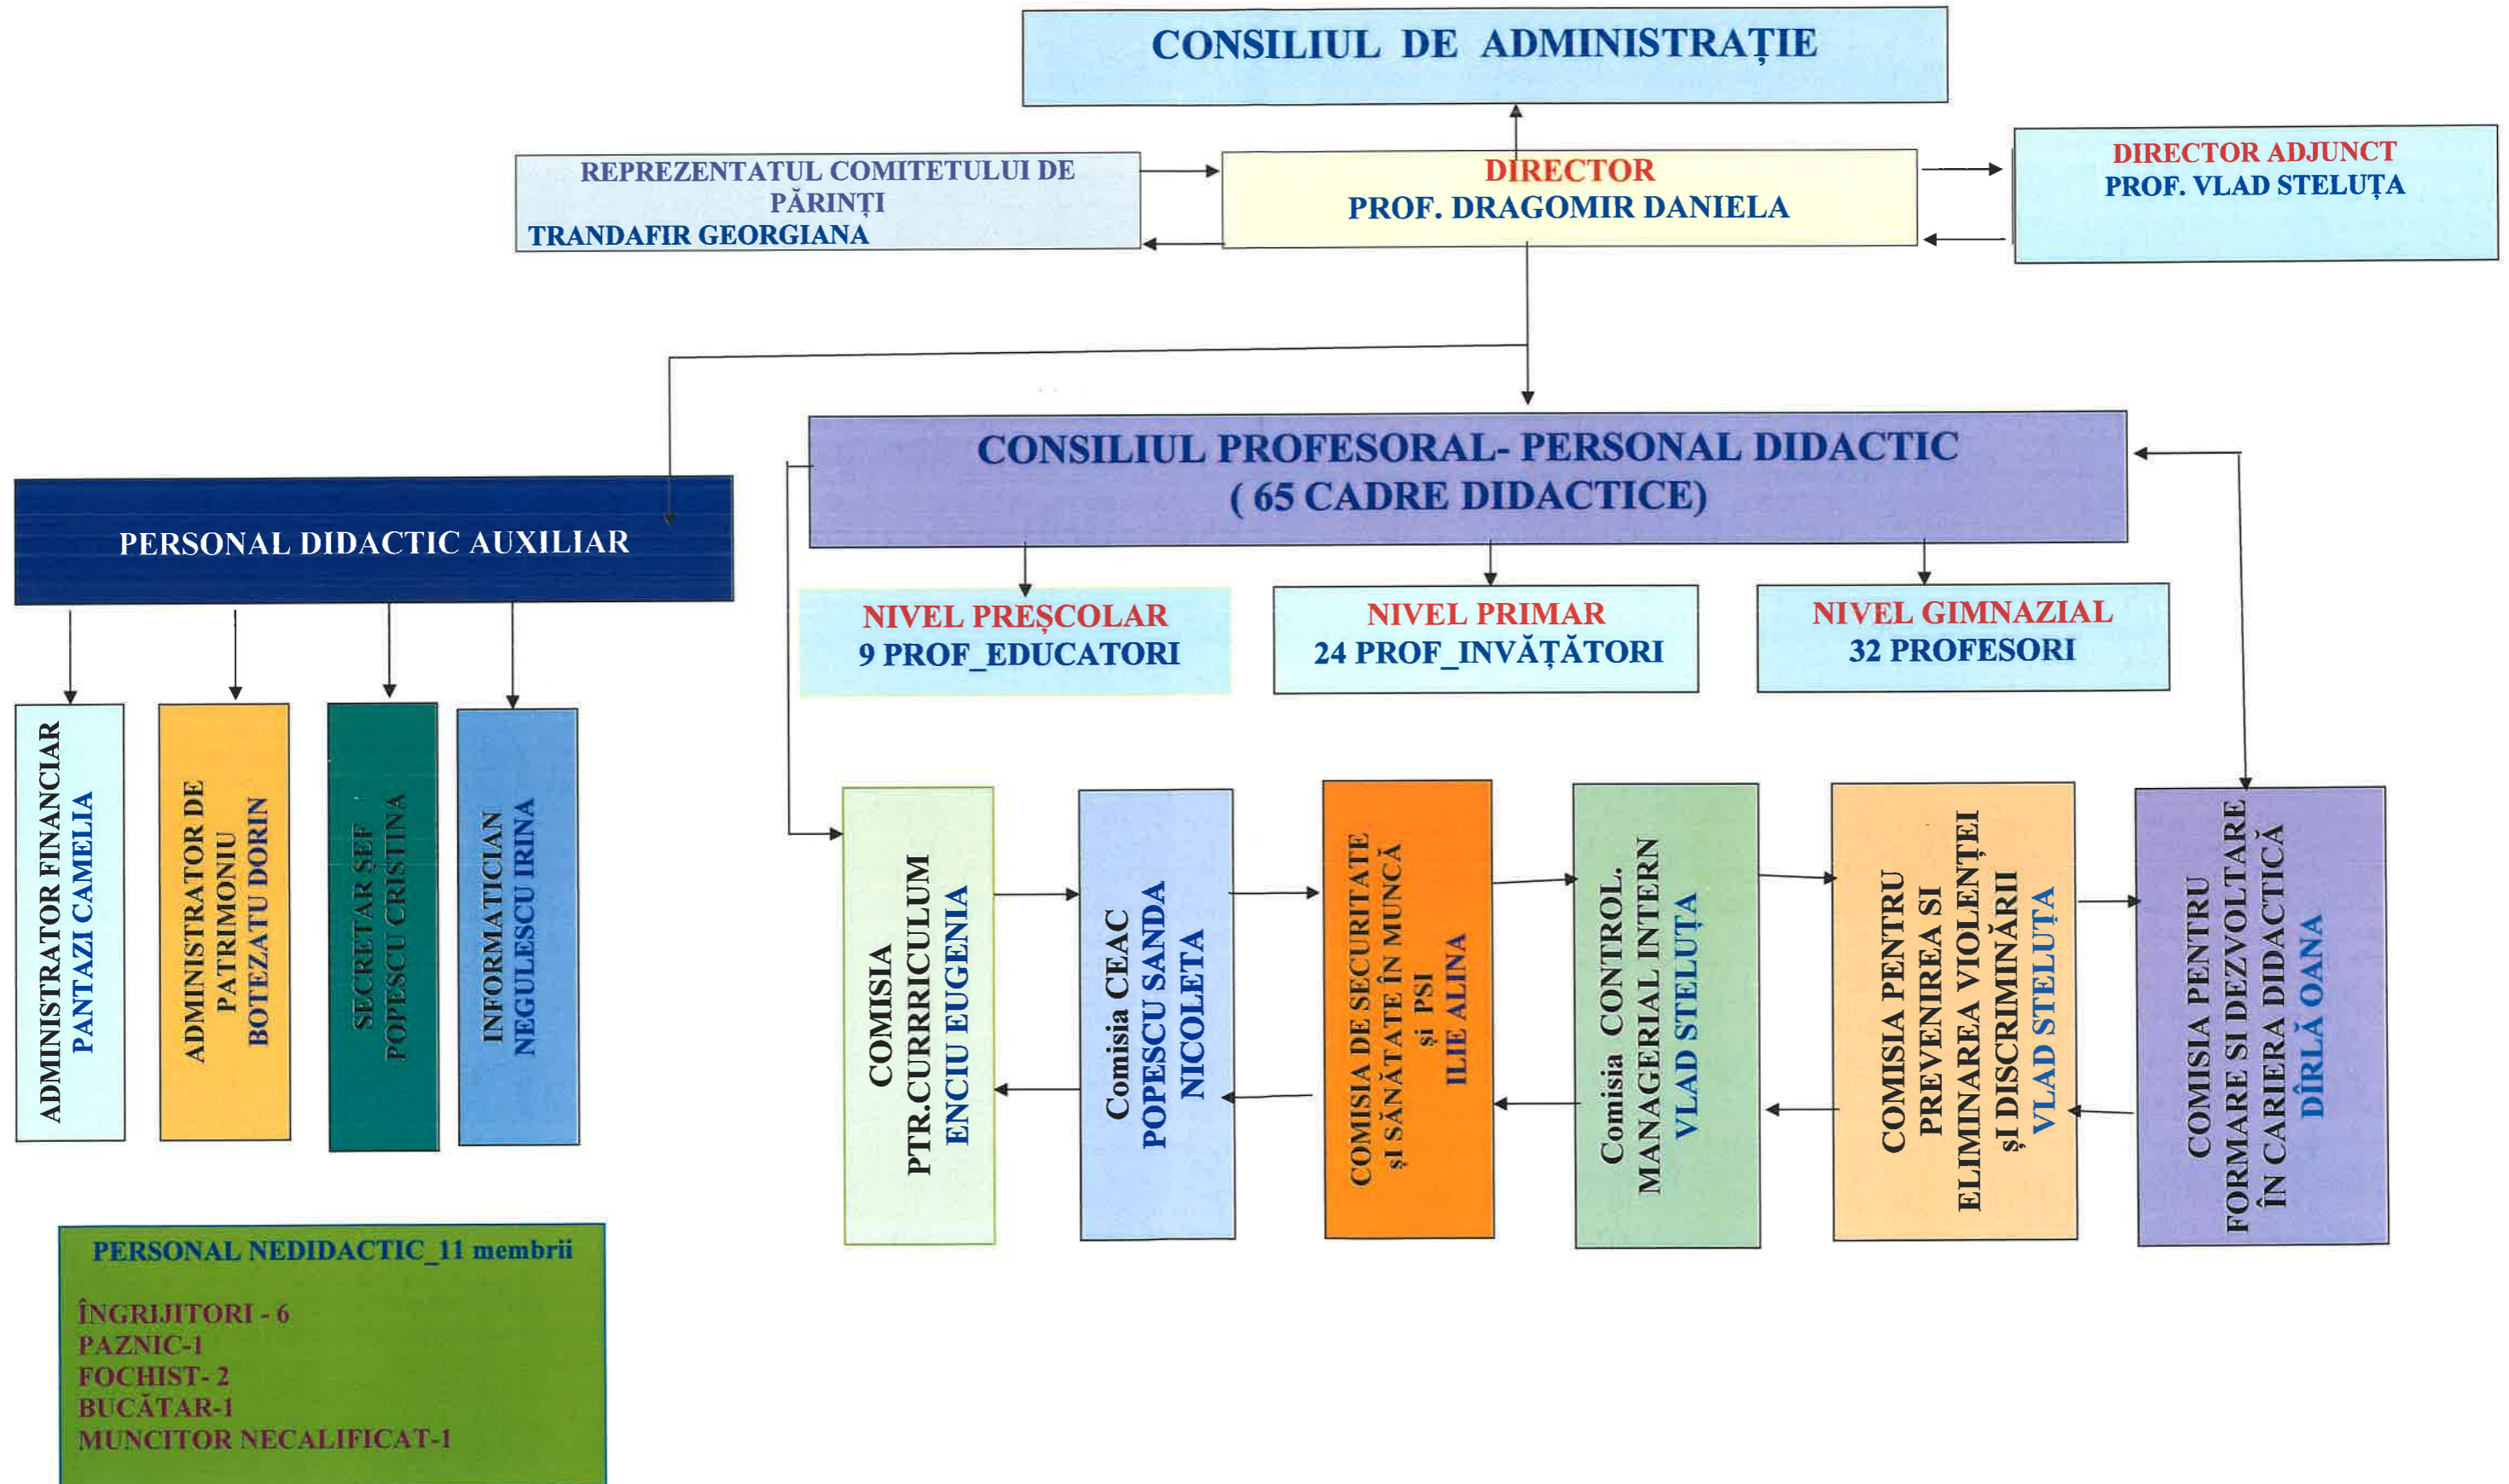 CONSILIUL DE ADMINISTRAȚIE
REPREZENTATUL COMITETULUI DE
PĂRINȚI
TRANDAFIR GEORGIANA
DIRECTOR
PROF. DRAGOMIR DANIELA
DIRECTOR ADJUNCT
PROF. VLAD STELUȚA
CONSILIUL PROFESORAL- PERSONAL DIDACTIC
( 65 CADRE DIDACTICE)
PERSONAL DIDACTIC AUXILIAR
NIVEL PREȘCOLAR
9 PROF_EDUCATORI
NIVEL PRIMAR
24 PROF_INVĂȚĂTORI
NIVEL GIMNAZIAL
32 PROFESORI
ADMINISTRATOR FINANCIAR
PANTAZI CAMELIA
ADMINISTRATOR DE
PATRIMONIU
BOTEZATU DORIN
SECRETAR ȘEF
POPESCU CRISTINA
INFORMATICIAN
NEGULESCU IRINA
COMISIA
PTR.CURRICULUM
ENCIU EUGENIA
Comisia CEAC
POPESCU SANDA
NICOLETA
COMISIA DE SECURITATE
șI SĂNĂTATE ÎN MUNCĂ
și PSI
ILIE ALINA
Comisia CONTROL.
MANAGERIAL INTERN
VLAD STELUȚA
COMISIA PENTRU
PREVENIREA SI
ELIMINAREA VIOLENȚEI
șI DISCRIMINĂRII
VLAD STELUȚA
COMISIA PENTRU
FORMARE SI DEZVOLTARE
ÎN CARIERA DIDACTICĂ
DÎRLĂ OANA
PERSONAL NEDIDACTIC_11 membrii
ÎNGRIJITORI - 6
PAZNIC-1
FOCHIST- 2
BUCĂTAR-1
MUNCITOR NECALIFICAT-1